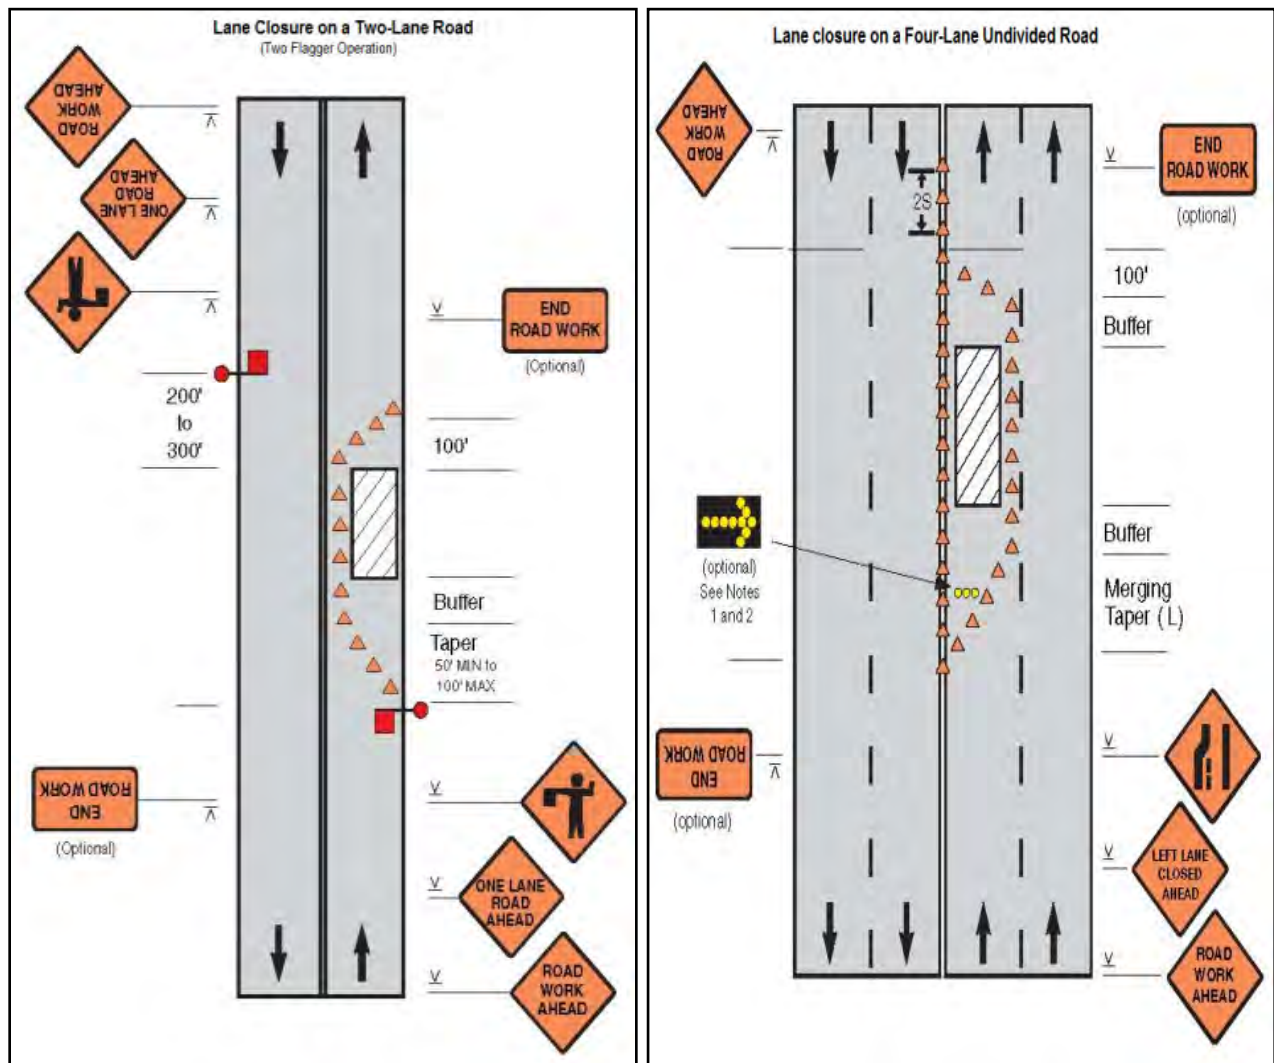 Lane Closure on a Two-Lane Road
(Two Flagger Operation)
ROAD
WORK
AHEAD
ONE LANE
ROAD
AHEAD
END
ROAD WORK
(Optional)
200'
to
300'
100'
Buffer
Taper
50' MIN to
100' MAX
END
ROAD WORK
(Optional)
ONE LANE
ROAD
AHEAD
ROAD
WORK
AHEAD
Lane closure on a Four-Lane Undivided Road
ROAD
WORK
AHEAD
END
ROAD WORK
(optional)
2S
100'
Buffer
Buffer
(optional)
See Notes
1 and 2
Merging
Taper ( L )
END
ROAD WORK
(optional)
LEFT LANE
CLOSED
AHEAD
ROAD
WORK
AHEAD